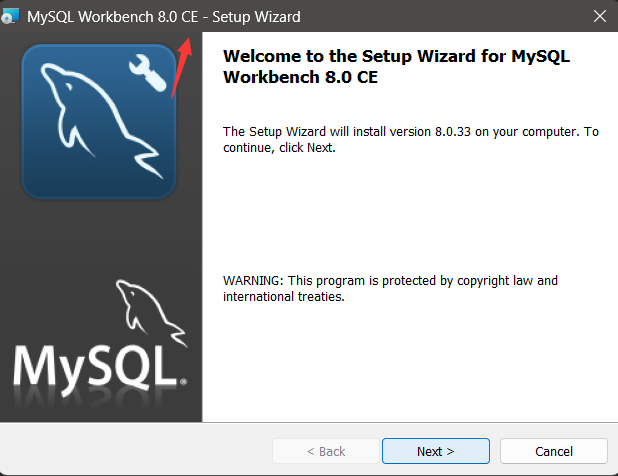 MySQL Workbench 8.0 CE - Setup Wizard
Welcome to the Setup Wizard for MySQL
Workbench 8.0 CE
The Setup Wizard will install version 8.0.33 on your computer. To
continue, click Next.
WARNING: This program is protected by copyright law and
international treaties.
MySQL®
< Back
Next >
Cancel